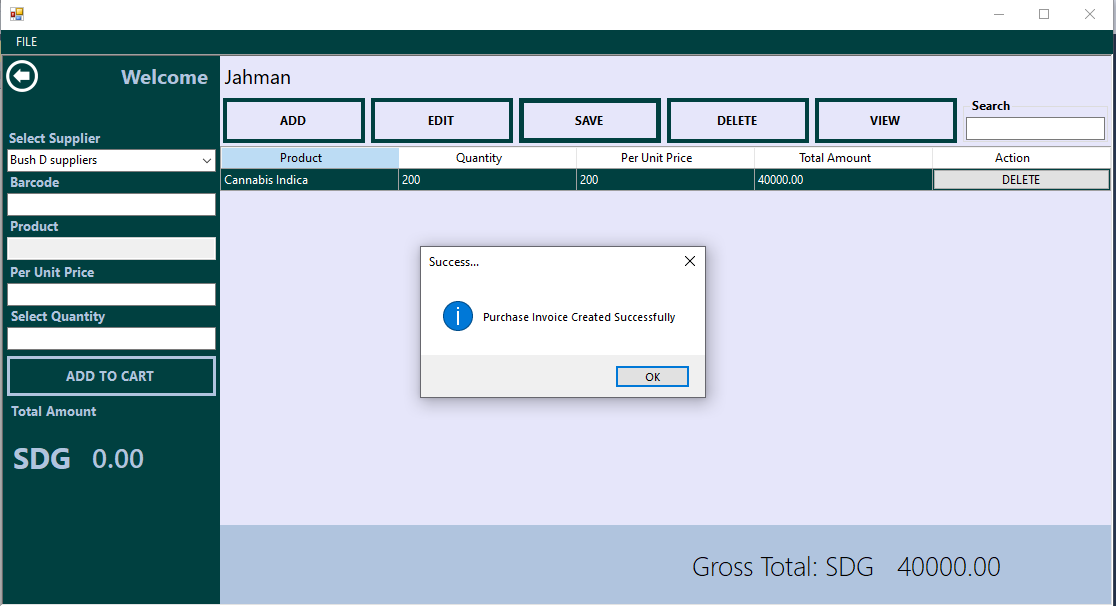 FILE
Welcome Jahman
ADD EDIT SAVE DELETE VIEW
Search
Select Supplier
Bush D suppliers
Barcode
Product
Per Unit Price
Select Quantity
ADD TO CART
Total Amount
SDG 0.00
Product Quantity Per Unit Price Total Amount Action
Cannabis Indica 200 200 40000.00 DELETE
Success...
i
Purchase Invoice Created Successfully
OK
Gross Total: SDG 40000.00